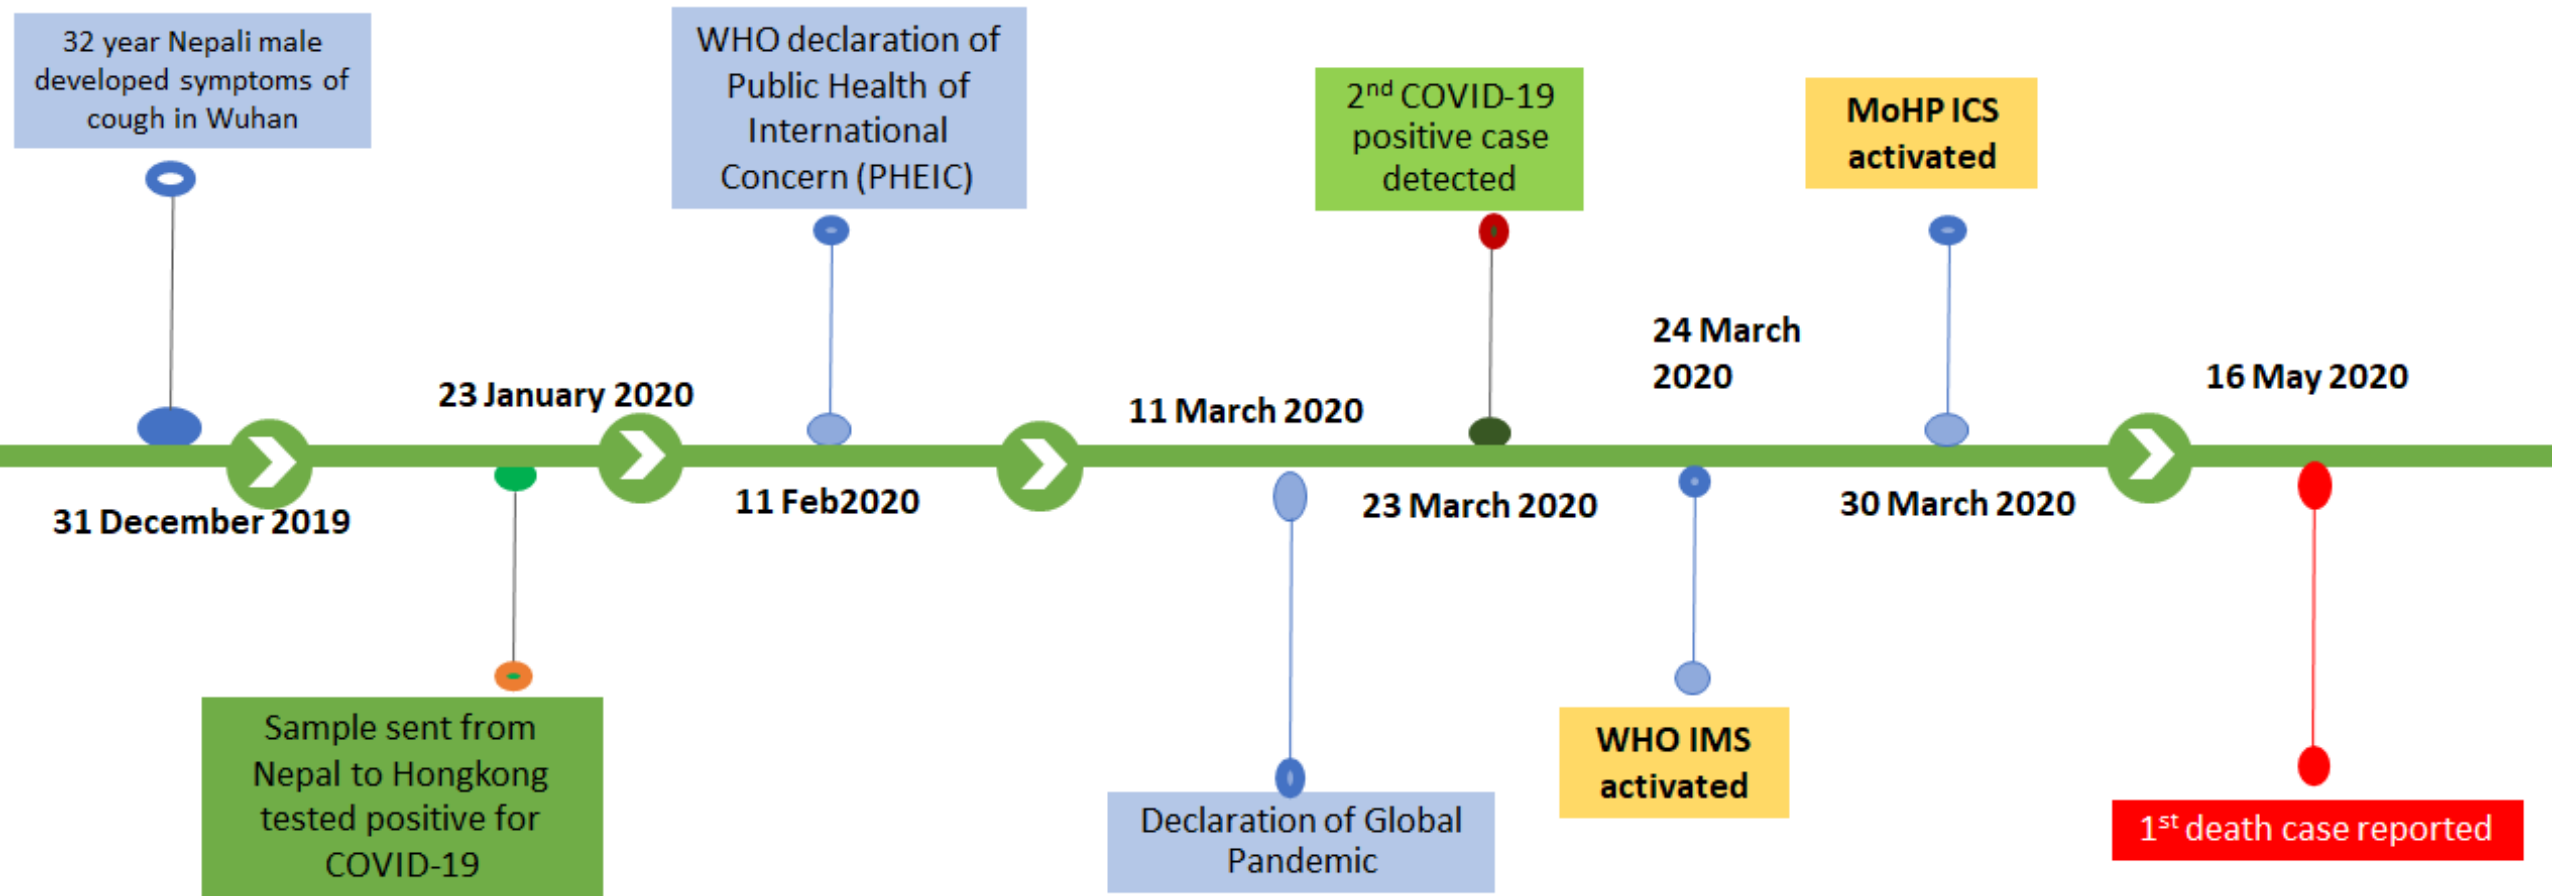 32 year Nepali male
developed symptoms of
cough in Wuhan
31 December 2019
23 January 2020
Sample sent from
Nepal to Hongkong
tested positive for
COVID-19
WHO declaration of
Public Health of
International
Concern (PHEIC)
11 Feb2020
11 March 2020
Declaration of Global
Pandemic
2nd COVID-19
positive case
detected
23 March 2020
24 March
2020
WHO IMS
activated
MoHP ICS
activated
30 March 2020
16 May 2020
1st death case reported